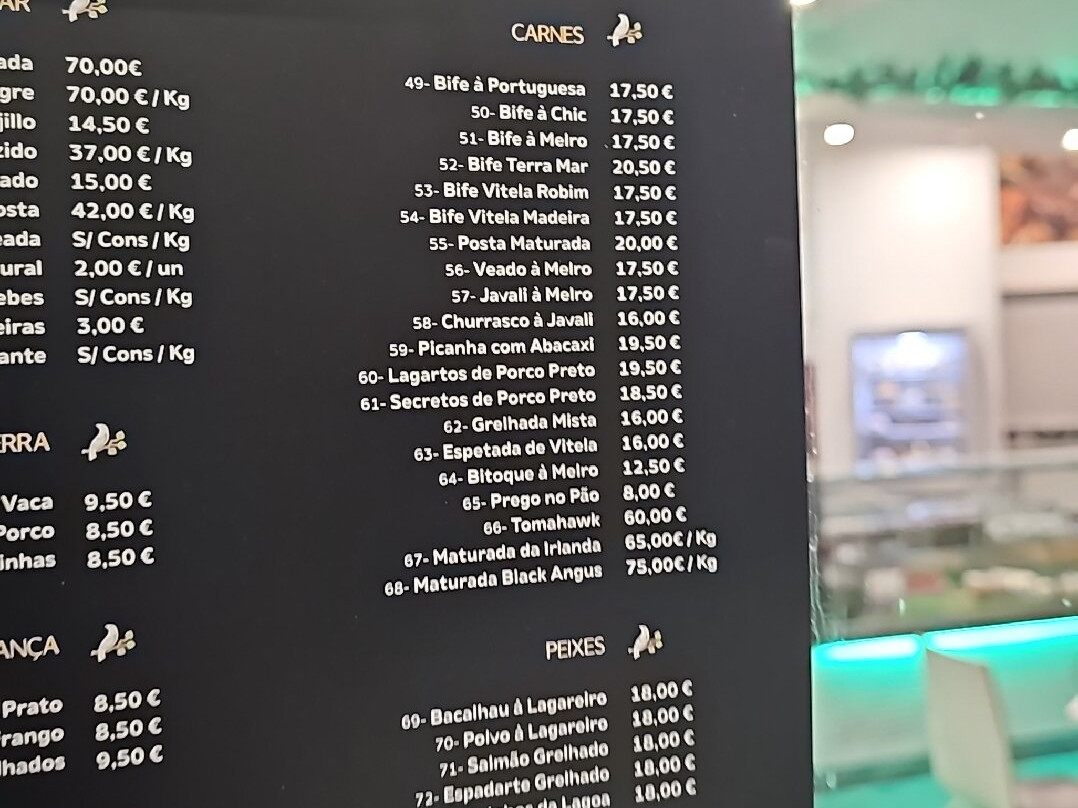 AR
ada 70,00€
gre 70,00 € / Kg
jillo 14,50 €
zido 37,00 € / Kg
ado 15,00 €
osta 42,00 € / Kg
eada S/ Cons / Kg
ural 2,00 € / un
ebes S/ Cons / Kg
eiras 3,00 €
ante S/ Cons / Kg
ERRA
Vaca 9,50 €
Porco 8,50 €
inhas 8,50 €
ANÇA
Prato 8,50 €
rango 8,50 €
lhados 9,50 €
CARNES
49- Bife à Portuguesa 17,50 €
50- Bife à Chic 17,50 €
51- Bife à Melro 17,50 €
52- Bife Terra Mar 20,50 €
53- Bife Vitela Robim 17,50 €
54- Bife Vitela Madeira 17,50 €
55- Posta Maturada 20,00 €
56- Veado à Melro 17,50 €
57- Javali à Melro 17,50 €
58- Churrasco à Javali 16,00 €
59- Picanha com Abacaxi 19,50 €
60- Lagartos de Porco Preto 19,50 €
61- Secretos de Porco Preto 18,50 €
62- Grelhada Mista 16,00 €
63- Espetada de Vitela 16,00 €
64- Bitoque à Melro 12,50 €
65- Prego no Pão 8,00 €
66- Tomahawk 60,00 €
67- Maturada da Irlanda 65,00€ / Kg
68- Maturada Black Angus 75,00€ / Kg
PEIXES
69- Bacalhau à Lagareiro 18,00 €
70- Polvo à Lagareiro 18,00 €
71- Salmão Grelhado 18,00 €
72- Espadarte Grelhado 18,00 €
da Lagoa 18,00 €